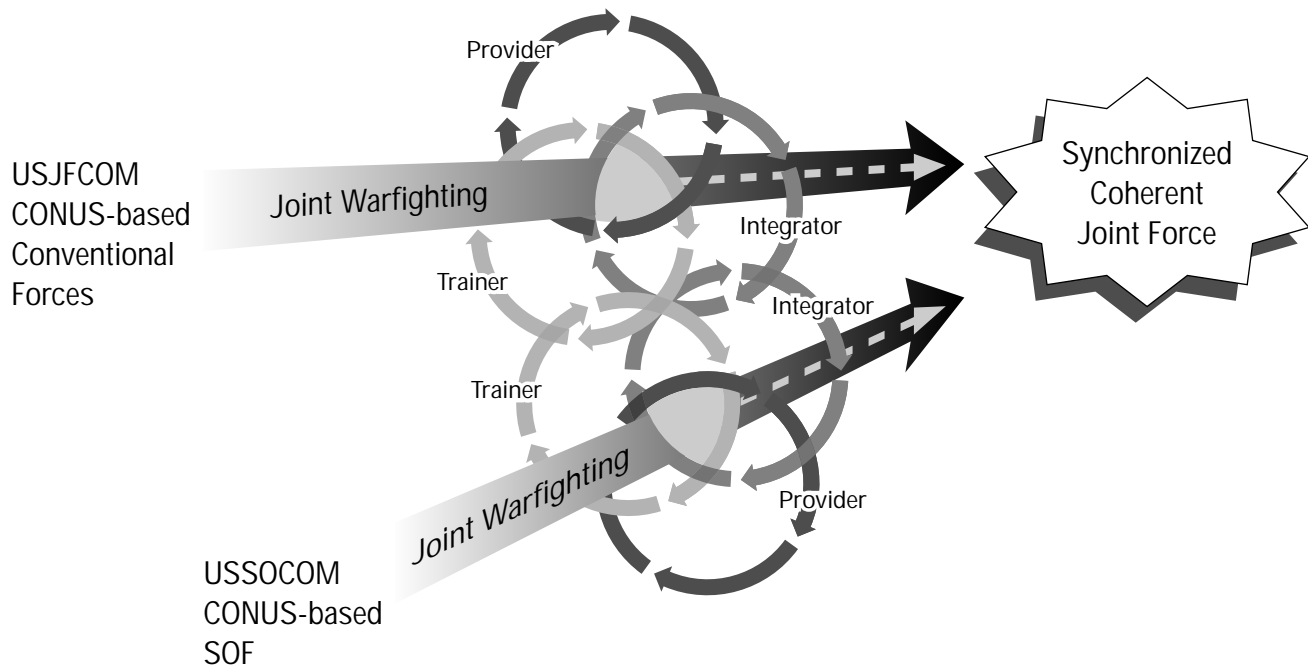 Provider
USJFCOM
CONUS-based
Conventional
Forces
Joint Warfighting
Trainer
Integrator
Synchronized
Coherent
Joint Force
Integrator
Trainer
Joint Warfighting
Provider
USSOCOM
CONUS-based
SOF